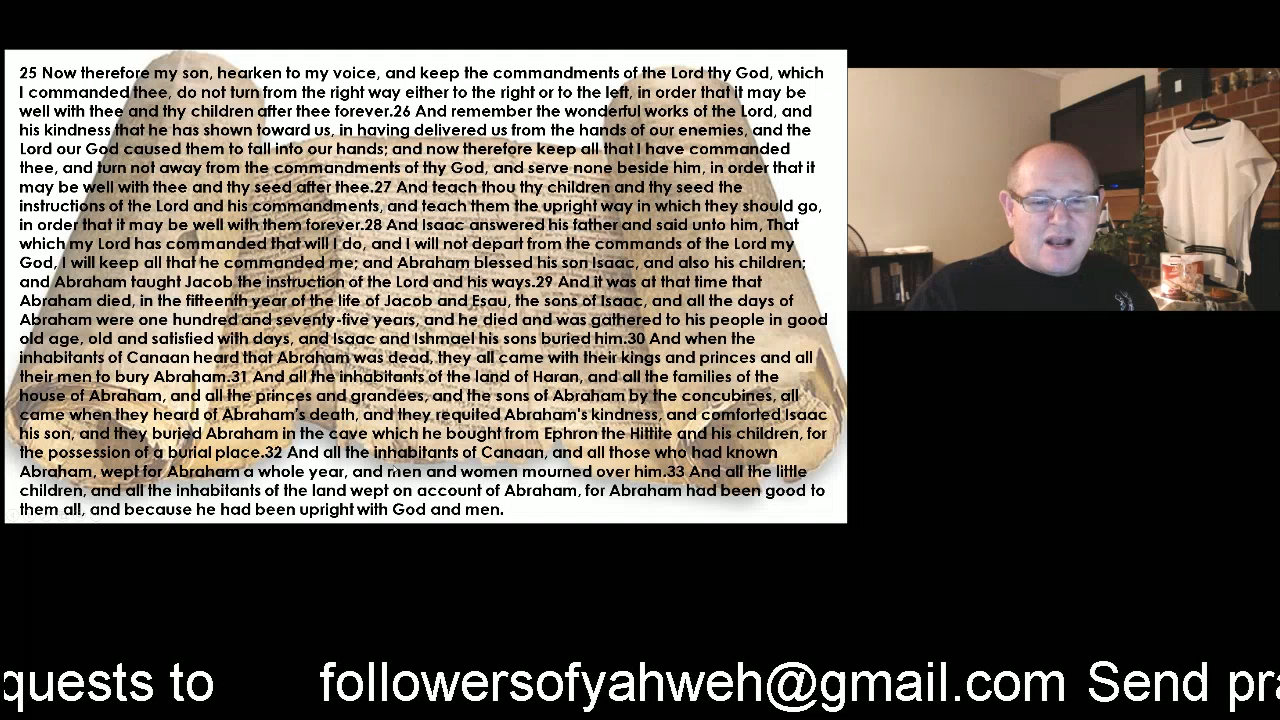 25 Now therefore my son, hearken to my voice, and keep the commandments of the Lord thy God, which
I commanded thee, do not turn from the right way either to the right or to the left, in order that it may be
well with thee and thy children after thee forever.26 And remember the wonderful works of the Lord, and
his kindness that he has shown toward us, in having delivered us from the hands of our enemies, and the
Lord our God caused them to fall into our hands; and now therefore keep all that I have commanded
thee, and turn not away from the commandments of thy God, and serve none beside him, in order that it
may be well with thee and thy seed after thee.27 And teach thou thy children and thy seed the
instructions of the Lord and his commandments, and teach them the upright way in which they should go,
in order that it may be well with them forever.28 And Isaac answered his father and said unto him, That
which my Lord has commanded that will I do, and I will not depart from the commands of the Lord my
God, I will keep all that he commanded me; and Abraham blessed his son Isaac, and also his children;
and Abraham taught Jacob the instruction of the Lord and his ways.29 And it was at that time that
Abraham died, in the fifteenth year of the life of Jacob and Esau, the sons of Isaac, and all the days of
Abraham were one hundred and seventy-five years, and he died and was gathered to his people in good
old age, old and satisfied with days, and Isaac and Ishmael his sons buried him.30 And when the
inhabitants of Canaan heard that Abraham was dead, they all came with their kings and princes and all
their men to bury Abraham.31 And all the inhabitants of the land of Haran, and all the families of the
house of Abraham, and all the princes and grandees, and the sons of Abraham by the concubines, all
came when they heard of Abraham's death, and they requited Abraham's kindness, and comforted Isaac
his son, and they buried Abraham in the cave which he bought from Ephron the Hittite and his children, for
the possession of a burial place.32 And all the inhabitants of Canaan, and all those who had known
Abraham, wept for Abraham a whole year, and men and women mourned over him.33 And all the little
children, and all the inhabitants of the land wept on account of Abraham, for Abraham had been good to
them all, and because he had been upright with God and men.
quests to followersofyahweh@gmail.com Send pra